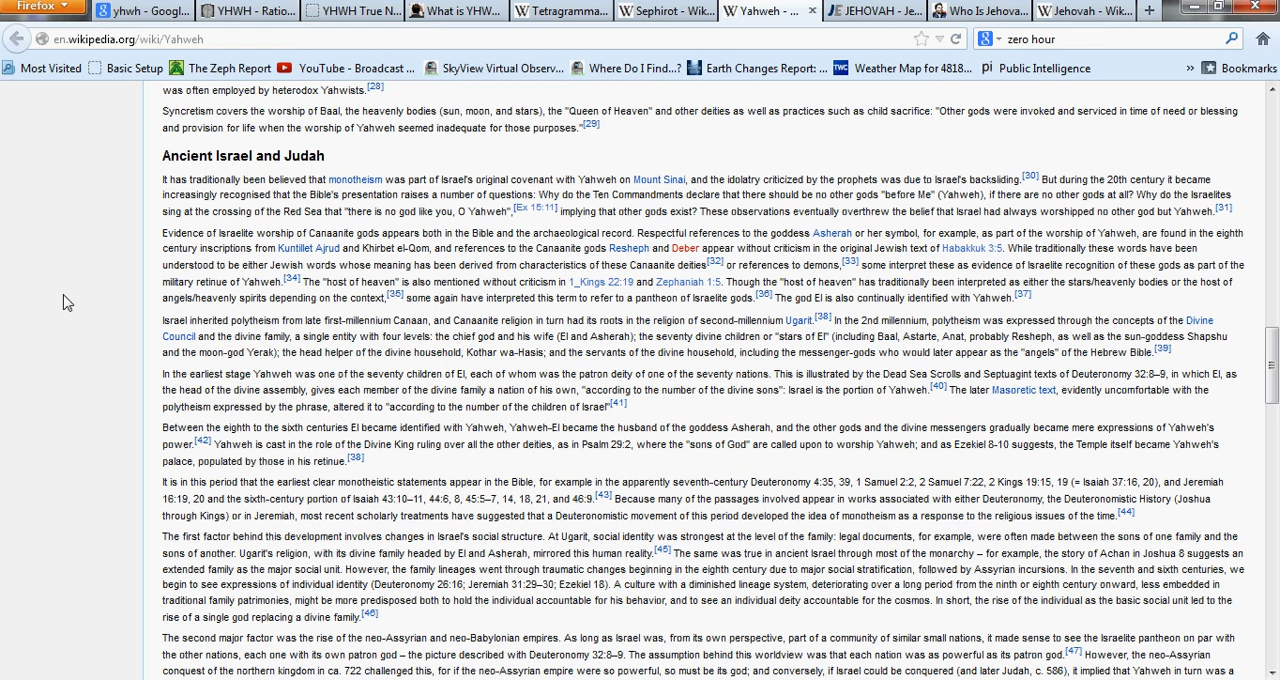 Firefox
yhwh - Googl...
YHWH - Ratio...
YHWH True N...
What is YHW...
Tetragramma...
Sephirot - Wik...
Yahweh - ...
JEHOVAH - Je...
Who Is Jehova...
Jehovah - Wik...
en.wikipedia.org/wiki/Yahweh
zero hour
Most Visited
Basic Setup
The Zeph Report
YouTube - Broadcast ...
SkyView Virtual Observ...
Where Do I Find...?
Earth Changes Report: ...
Weather Map for 4818...
Public Intelligence
»
Bookmarks
was often employed by heterodox Yahwists.[28]
Syncretism covers the worship of Baal, the heavenly bodies (sun, moon, and stars), the "Queen of Heaven" and other deities as well as practices such as child sacrifice: "Other gods were invoked and serviced in time of need or blessing
and provision for life when the worship of Yahweh seemed inadequate for those purposes."[29]
Ancient Israel and Judah
It has traditionally been believed that monotheism was part of Israel's original covenant with Yahweh on Mount Sinai, and the idolatry criticized by the prophets was due to Israel's backsliding.[30] But during the 20th century it became
increasingly recognised that the Bible's presentation raises a number of questions: Why do the Ten Commandments declare that there should be no other gods "before Me" (Yahweh), if there are no other gods at all? Why do the Israelites
sing at the crossing of the Red Sea that "there is no god like you, O Yahweh",[Ex 15:11] implying that other gods exist? These observations eventually overthrew the belief that Israel had always worshipped no other god but Yahweh.[31]
Evidence of Israelite worship of Canaanite gods appears both in the Bible and the archaeological record. Respectful references to the goddess Asherah or her symbol, for example, as part of the worship of Yahweh, are found in the eighth
century inscriptions from Kuntillet Ajrud and Khirbet el-Qom, and references to the Canaanite gods Resheph and Deber appear without criticism in the original Jewish text of Habakkuk 3:5. While traditionally these words have been
understood to be either Jewish words whose meaning has been derived from characteristics of these Canaanite deities[32] or references to demons,[33] some interpret these as evidence of Israelite recognition of these gods as part of the
military retinue of Yahweh.[34] The "host of heaven" is also mentioned without criticism in 1_Kings 22:19 and Zephaniah 1:5. Though the "host of heaven" has traditionally been interpreted as either the stars/heavenly bodies or the host of
angels/heavenly spirits depending on the context,[35] some again have interpreted this term to refer to a pantheon of Israelite gods.[36] The god El is also continually identified with Yahweh.[37]
Israel inherited polytheism from late first-millennium Canaan, and Canaanite religion in turn had its roots in the religion of second-millennium Ugarit.[38] In the 2nd millennium, polytheism was expressed through the concepts of the Divine
Council and the divine family, a single entity with four levels: the chief god and his wife (El and Asherah); the seventy divine children or "stars of El" (including Baal, Astarte, Anat, probably Resheph, as well as the sun-goddess Shapshu
and the moon-god Yerak); the head helper of the divine household, Kothar wa-Hasis; and the servants of the divine household, including the messenger-gods who would later appear as the "angels" of the Hebrew Bible.[39]
In the earliest stage Yahweh was one of the seventy children of El, each of whom was the patron deity of one of the seventy nations. This is illustrated by the Dead Sea Scrolls and Septuagint texts of Deuteronomy 32:8–9, in which El, as
the head of the divine assembly, gives each member of the divine family a nation of his own, "according to the number of the divine sons": Israel is the portion of Yahweh.[40] The later Masoretic text, evidently uncomfortable with the
polytheism expressed by the phrase, altered it to "according to the number of the children of Israel"[41]
Between the eighth to the sixth centuries El became identified with Yahweh, Yahweh-El became the husband of the goddess Asherah, and the other gods and the divine messengers gradually became mere expressions of Yahweh's
power.[42] Yahweh is cast in the role of the Divine King ruling over all the other deities, as in Psalm 29:2, where the "sons of God" are called upon to worship Yahweh; and as Ezekiel 8-10 suggests, the Temple itself became Yahweh's
palace, populated by those in his retinue.[38]
It is in this period that the earliest clear monotheistic statements appear in the Bible, for example in the apparently seventh-century Deuteronomy 4:35, 39, 1 Samuel 2:2, 2 Samuel 7:22, 2 Kings 19:15, 19 (= Isaiah 37:16, 20), and Jeremiah
16:19, 20 and the sixth-century portion of Isaiah 43:10–11, 44:6, 8, 45:5–7, 14, 18, 21, and 46:9.[43] Because many of the passages involved appear in works associated with either Deuteronomy, the Deuteronomistic History (Joshua
through Kings) or in Jeremiah, most recent scholarly treatments have suggested that a Deuteronomistic movement of this period developed the idea of monotheism as a response to the religious issues of the time.[44]
The first factor behind this development involves changes in Israel's social structure. At Ugarit, social identity was strongest at the level of the family: legal documents, for example, were often made between the sons of one family and the
sons of another. Ugarit's religion, with its divine family headed by El and Asherah, mirrored this human reality.[45] The same was true in ancient Israel through most of the monarchy – for example, the story of Achan in Joshua 8 suggests an
extended family as the major social unit. However, the family lineages went through traumatic changes beginning in the eighth century due to major social stratification, followed by Assyrian incursions. In the seventh and sixth centuries, we
begin to see expressions of individual identity (Deuteronomy 26:16; Jeremiah 31:29–30; Ezekiel 18). A culture with a diminished lineage system, deteriorating over a long period from the ninth or eighth century onward, less embedded in
traditional family patrimonies, might be more predisposed both to hold the individual accountable for his behavior, and to see an individual deity accountable for the cosmos. In short, the rise of the individual as the basic social unit led to the
rise of a single god replacing a divine family.[46]
The second major factor was the rise of the neo-Assyrian and neo-Babylonian empires. As long as Israel was, from its own perspective, part of a community of similar small nations, it made sense to see the Israelite pantheon on par with
the other nations, each one with its own patron god – the picture described with Deuteronomy 32:8–9. The assumption behind this worldview was that each nation was as powerful as its patron god.[47] However, the neo-Assyrian
conquest of the northern kingdom in ca. 722 challenged this, for if the neo-Assyrian empire were so powerful, so must be its god; and conversely, if Israel could be conquered (and later Judah, c. 586), it implied that Yahweh in turn was a